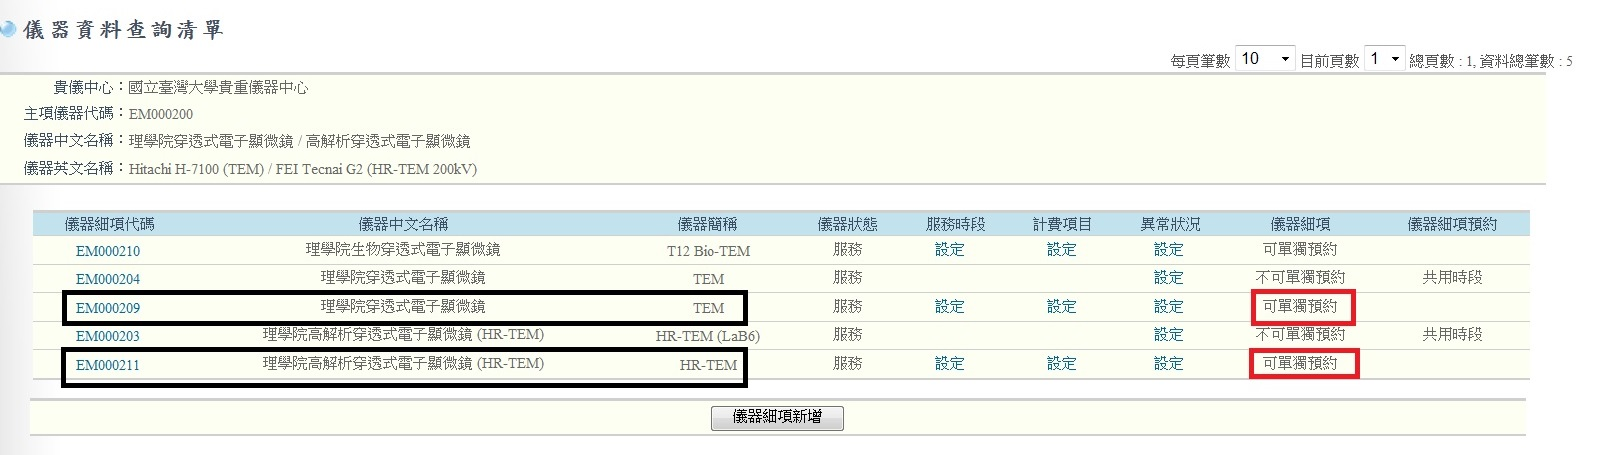 儀器資料查詢清單
每頁筆數 10 目前頁數 1 總頁數 : 1, 資料總筆數 : 5
貴儀中心：國立臺灣大學貴重儀器中心
主項儀器代碼：EM000200
儀器中文名稱：理學院穿透式電子顯微鏡 / 高解析穿透式電子顯微鏡
儀器英文名稱：Hitachi H-7100 (TEM) / FEI Tecnai G2 (HR-TEM 200kV)
儀器細項代碼 儀器中文名稱 儀器簡稱 儀器狀態 服務時段 計費項目 異常狀況 儀器細項 儀器細項預約
EM000210 理學院生物穿透式電子顯微鏡 T12 Bio-TEM 服務 設定 設定 設定 可單獨預約
EM000204 理學院穿透式電子顯微鏡 TEM 服務 設定 不可單獨預約 共用時段
EM000209 理學院穿透式電子顯微鏡 TEM 服務 設定 設定 設定 可單獨預約
EM000203 理學院高解析穿透式電子顯微鏡 (HR-TEM) HR-TEM (LaB6) 服務 設定 不可單獨預約 共用時段
EM000211 理學院高解析穿透式電子顯微鏡 (HR-TEM) HR-TEM 服務 設定 設定 設定 可單獨預約
儀器細項新增